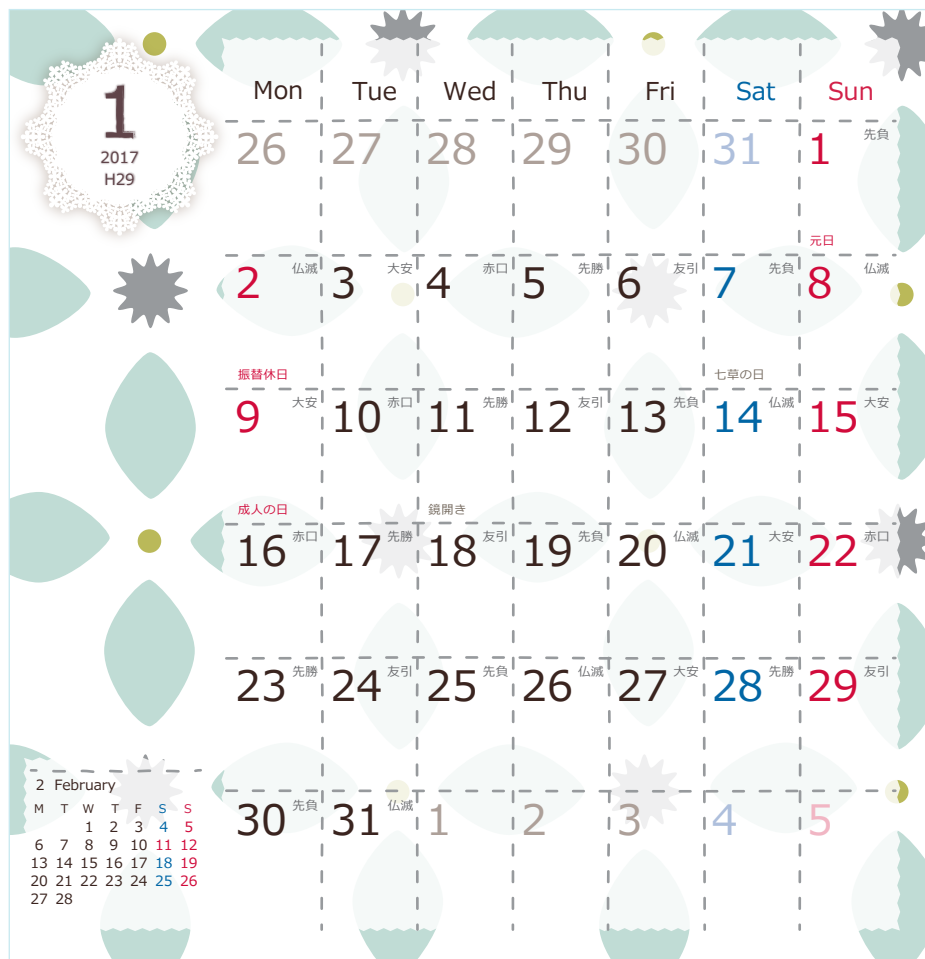 1
2017
H29
Mon Tue Wed Thu Fri Sat Sun
26 27 28 29 30 31 1 先負
元日
2 仏滅 3 大安 4 赤口 5 先勝 6 友引 7 先負 8 仏滅
振替休日 七草の日
9 大安 10 赤口 11 先勝 12 友引 13 先負 14 仏滅 15 大安
成人の日 鏡開き
16 赤口 17 先勝 18 友引 19 先負 20 仏滅 21 大安 22 赤口
23 先勝 24 友引 25 先負 26 仏滅 27 大安 28 先勝 29 友引
30 先負 31 仏滅 1 2 3 4 5
2 February
M T W T F S S
1 2 3 4 5
6 7 8 9 10 11 12
13 14 15 16 17 18 19
20 21 22 23 24 25 26
27 28